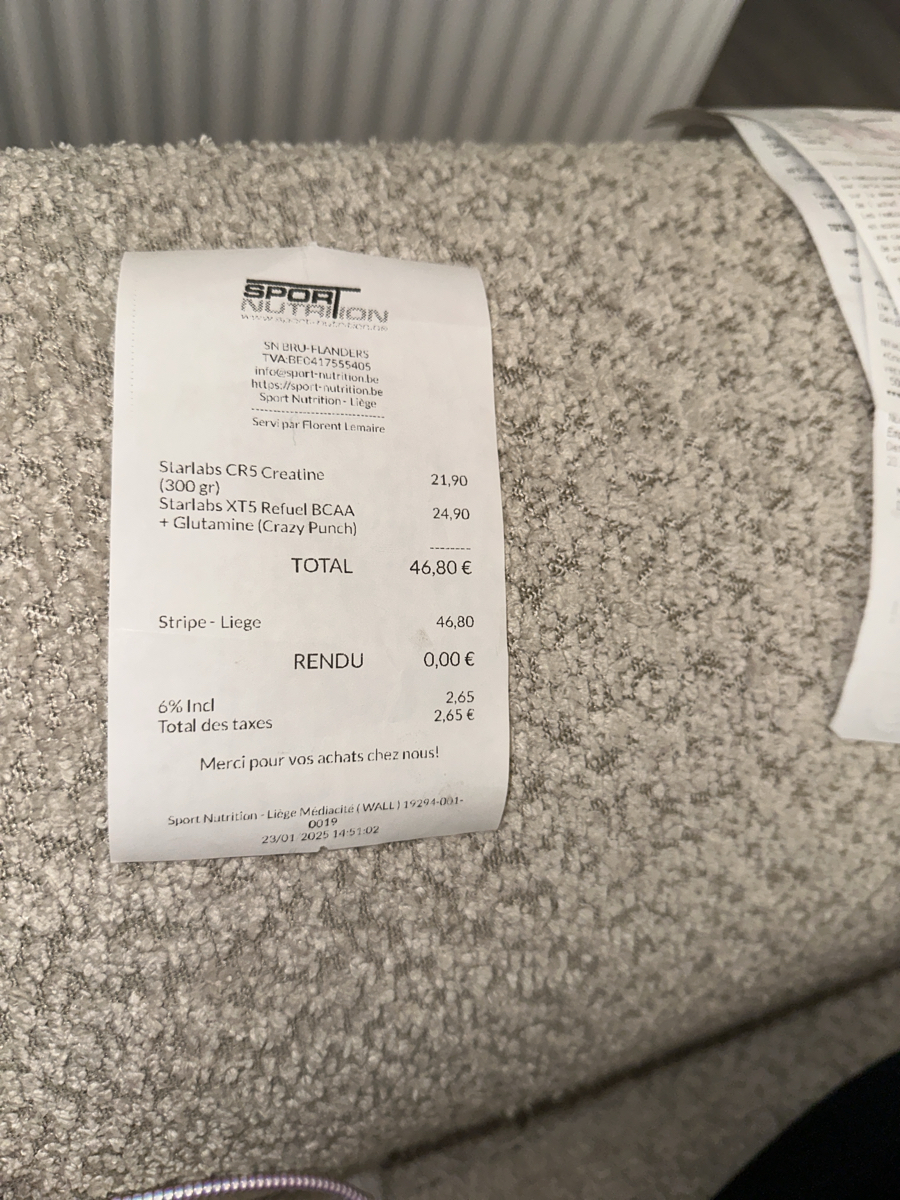 SPORT
NUTRITION
www.sport-nutrition.be
SN BRU-FLANDERS
TVA:BE0417555405
info@sport-nutrition.be
https://sport-nutrition.be
Sport Nutrition - Liège
--------------------------------
Servi par Florent Lemaire
Starlabs CR5 Creatine
(300 gr) 21,90
Starlabs XT5 Refuel BCAA
+ Glutamine (Crazy Punch) 24,90
--------
TOTAL 46,80 €
Stripe - Liege 46,80
RENDU 0,00 €
6% Incl 2,65
Total des taxes 2,65 €
Merci pour vos achats chez nous!
Sport Nutrition - Liège Médiacité (WALL) 19294-001-
0019
23/01/2025 14:51:02